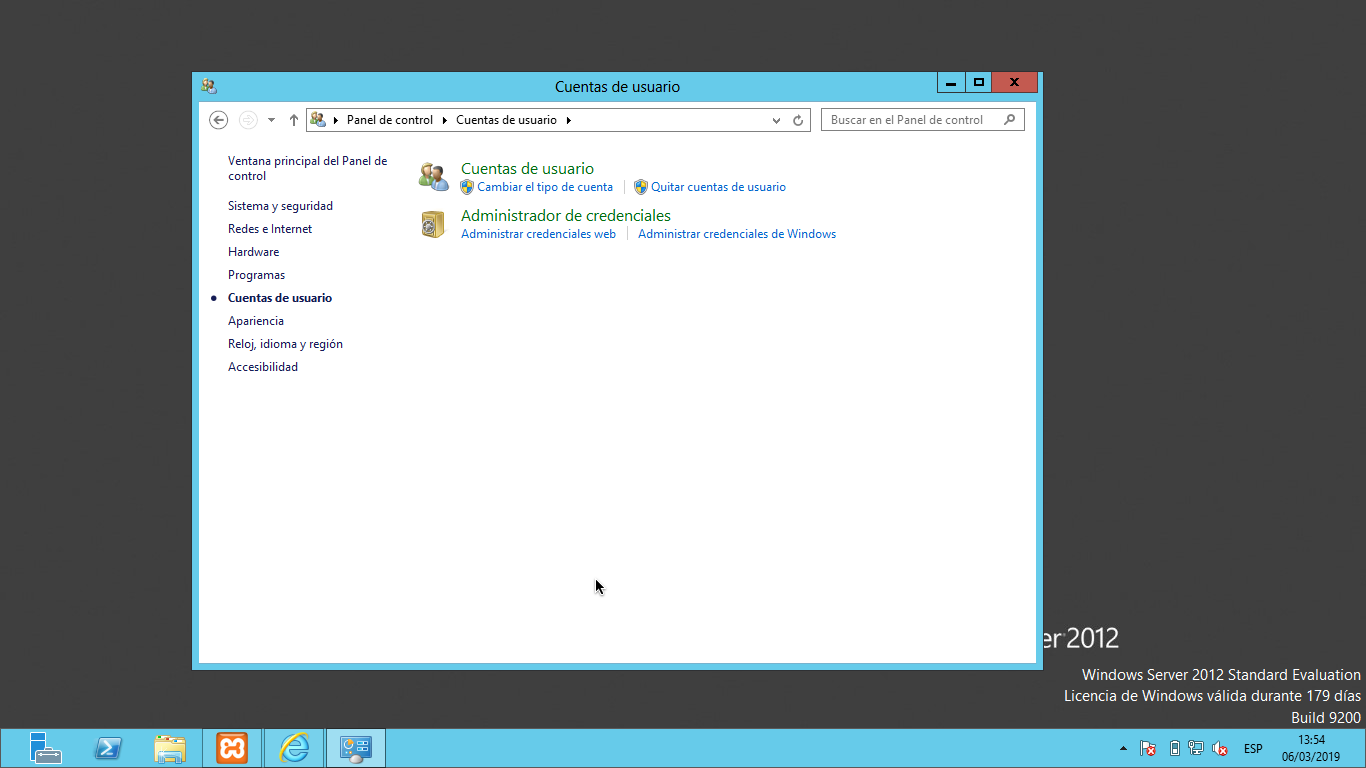 Cuentas de usuario
Panel de control
Cuentas de usuario
Buscar en el Panel de control
Ventana principal del Panel de
control
Sistema y seguridad
Redes e Internet
Hardware
Programas
Cuentas de usuario
Apariencia
Reloj, idioma y región
Accesibilidad
Cuentas de usuario
Cambiar el tipo de cuenta
Quitar cuentas de usuario
Administrador de credenciales
Administrar credenciales web
Administrar credenciales de Windows
er 2012
Windows Server 2012 Standard Evaluation
Licencia de Windows válida durante 179 días
Build 9200
ESP
13:54
06/03/2019